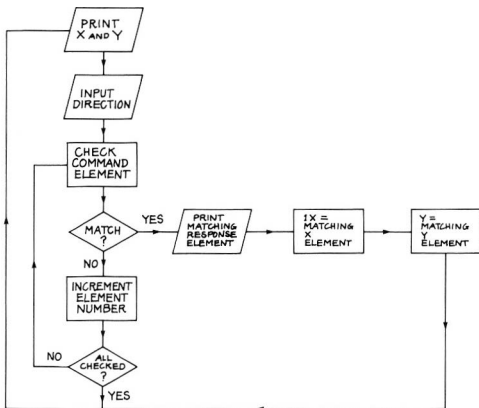 PRINT
X AND Y
INPUT
DIRECTION
CHECK
COMMAND
ELEMENT
MATCH
?
YES
NO
PRINT
MATCHING
RESPONSE
ELEMENT
1X =
MATCHING
X
ELEMENT
Y =
MATCHING
Y
ELEMENT
INCREMENT
ELEMENT
NUMBER
ALL
CHECKED
?
NO
YES